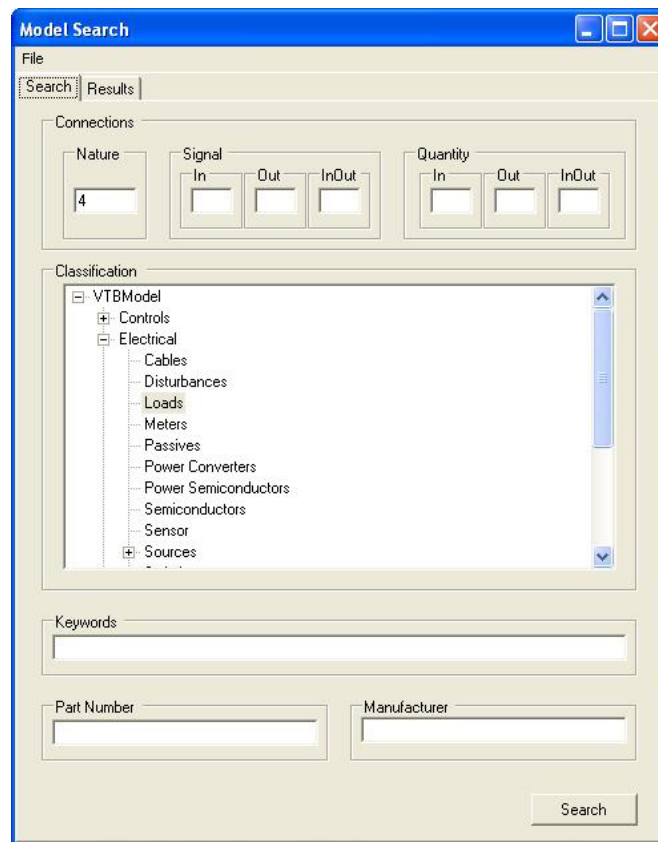 Model Search
File
Search Results
Connections
Nature Signal Quantity
In Out InOut In Out InOut
4
Classification
VTBModel
Controls
Electrical
Cables
Disturbances
Loads
Meters
Passives
Power Converters
Power Semiconductors
Semiconductors
Sensor
Sources
Keywords
Part Number Manufacturer
Search